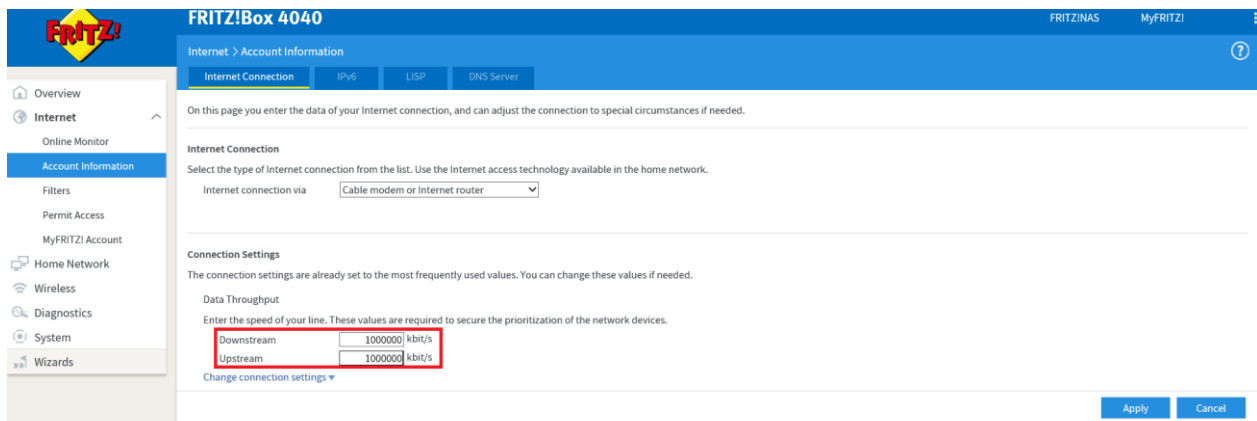 FRITZ!
FRITZ!Box 4040
FRITZ!NAS
MyFRITZ!
Internet > Account Information
Internet Connection
IPv6
LISP
DNS Server
Overview
Internet
Online Monitor
Account Information
Filters
Permit Access
MyFRITZ! Account
Home Network
Wireless
Diagnostics
System
Wizards
On this page you enter the data of your Internet connection, and can adjust the connection to special circumstances if needed.
Internet Connection
Select the type of Internet connection from the list. Use the Internet access technology available in the home network.
Internet connection via Cable modem or Internet router
Connection Settings
The connection settings are already set to the most frequently used values. You can change these values if needed.
Data Throughput
Enter the speed of your line. These values are required to secure the prioritization of the network devices.
Downstream 1000000 kbit/s
Upstream 1000000 kbit/s
Change connection settings
Apply
Cancel